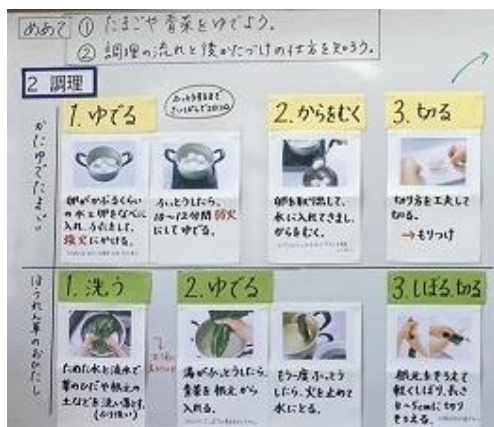 めあて ① たまごや青菜をゆでよう。
② 調理の流れと後かたづけの仕方を知ろう。
2 調理
かたゆでたまご
1. ゆでる
卵がかぶるくらい
の水と卵をなべに
入れ、ふたをして、
強火にかける。
ふっとうしたら、
10〜12分間 弱火
にしてゆでる。
2. からをむく
卵を取り出して、
水に入れてさまし、
からをむく。
3. 切る
切り方を工夫して
切る。
→もりつけ
ほうれん草のおひたし
1. 洗う
ためた水と流水で
葉のひだや根元の
土などを洗い落とす。
(ふり洗い)
2. ゆでる
湯がふっとうしたら、
青菜を根元から
入れる。
もう一度ふっとう
したら、火を止めて
水にとる。
3. しぼる、切る
根元をそろえて
軽くしぼり、長さ
4〜5cmに切り
そろえる。